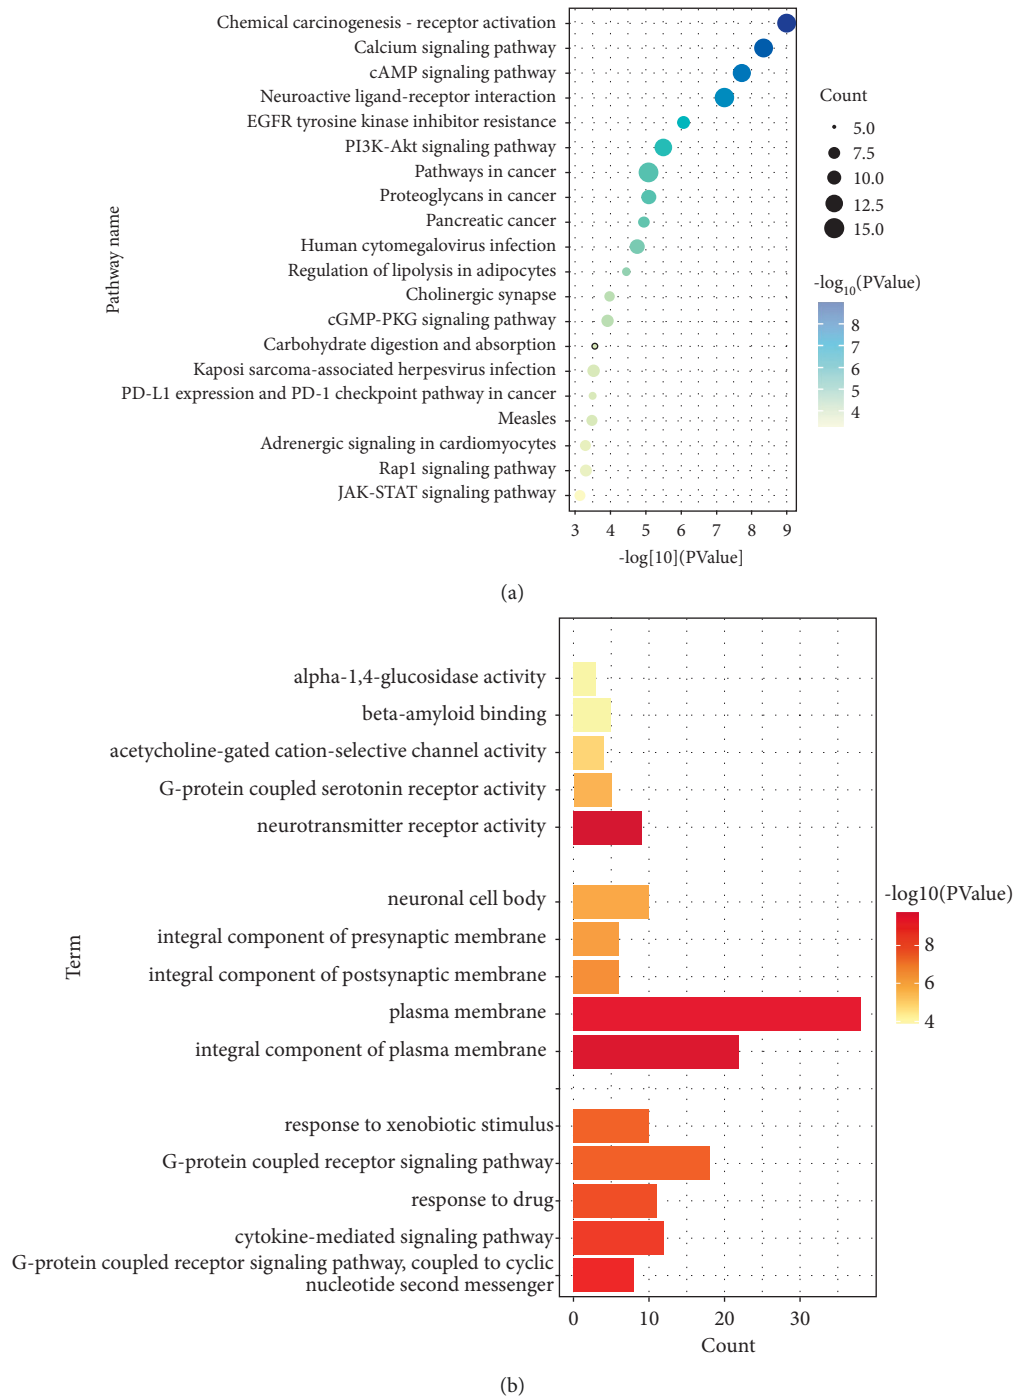 Chemical carcinogenesis - receptor activation
Calcium signaling pathway
cAMP signaling pathway
Neuroactive ligand-receptor interaction
EGFR tyrosine kinase inhibitor resistance
PI3K-Akt signaling pathway
Pathways in cancer
Proteoglycans in cancer
Pancreatic cancer
Human cytomegalovirus infection
Regulation of lipolysis in adipocytes
Cholinergic synapse
cGMP-PKG signaling pathway
Carbohydrate digestion and absorption
Kaposi sarcoma-associated herpesvirus infection
PD-L1 expression and PD-1 checkpoint pathway in cancer
Measles
Adrenergic signaling in cardiomyocytes
Rap1 signaling pathway
JAK-STAT signaling pathway
Pathway name
3 4 5 6 7 8 9
-log[10](PValue]
Count
5.0
7.5
10.0
12.5
15.0
-log10(PValue)
8
7
6
5
4
(a)
alpha-1,4-glucosidase activity
beta-amyloid binding
acetycholine-gated cation-selective channel activity
G-protein coupled serotonin receptor activity
neurotransmitter receptor activity
neuronal cell body
integral component of presynaptic membrane
integral component of postsynaptic membrane
plasma membrane
integral component of plasma membrane
response to xenobiotic stimulus
G-protein coupled receptor signaling pathway
response to drug
cytokine-mediated signaling pathway
G-protein coupled receptor signaling pathway, coupled to cyclic
nucleotide second messenger
Term
0 10 20 30
Count
-log10(PValue)
8
6
4
(b)